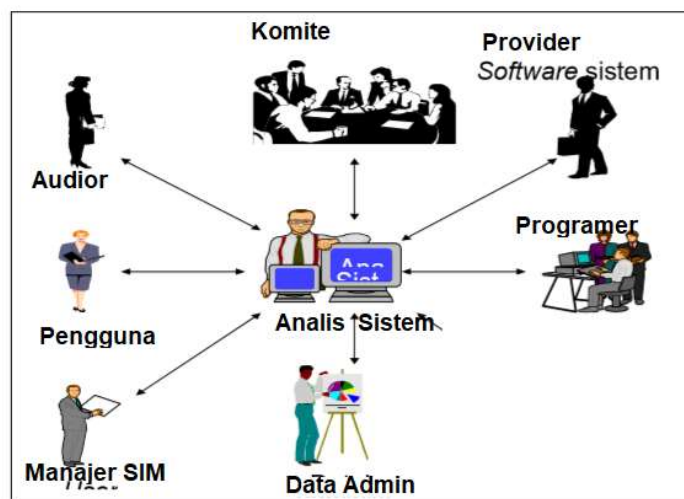 Komite
Provider
Software sistem
Audior
Programer
Pengguna
Analis Sistem
Manajer SIM
Data Admin